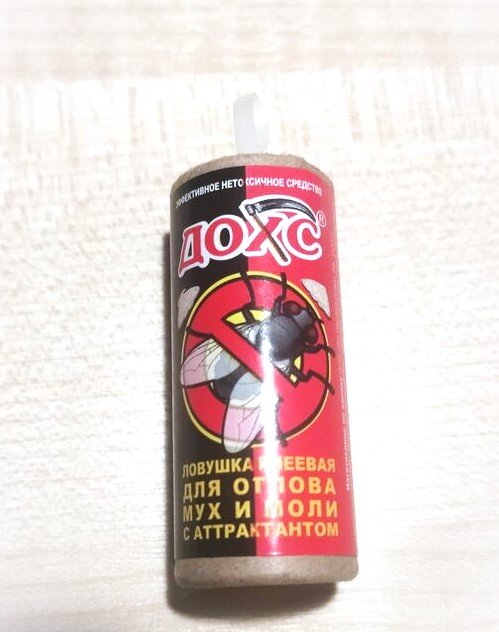 ЭФФЕКТИВНОЕ НЕТОКСИЧНОЕ СРЕДСТВО
ДОХС®
ЛОВУШКА КЛЕЕВАЯ
ДЛЯ ОТЛОВА
МУХ И МОЛИ
С АТТРАКТАНТОМ